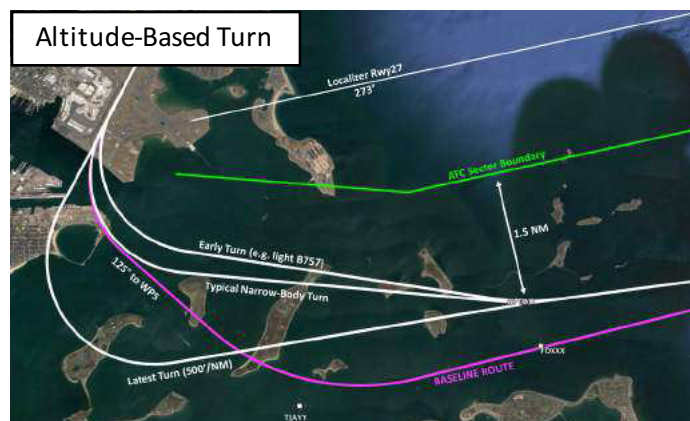 Altitude-Based Turn
Localizer Rwy27
273°
ATC Sector Boundary
1.5 NM
Early Turn (e.g. light B757)
125° to WP5
Typical Narrow-Body Turn
FOXXX
Latest Turn (500'/NM)
BASELINE ROUTE
TJAYY